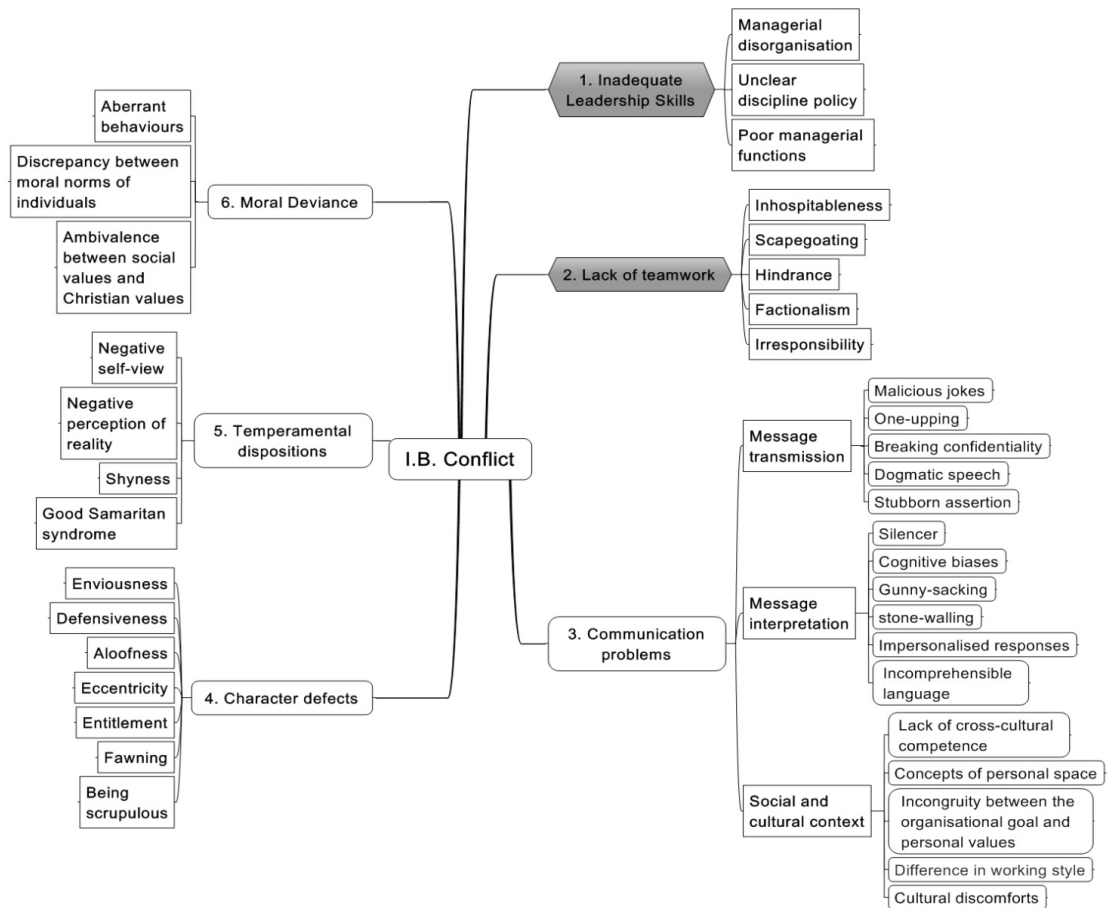 I.B. Conflict
1. Inadequate
Leadership Skills
Managerial
disorganisation
Unclear
discipline policy
Poor managerial
functions
2. Lack of teamwork
Inhospitableness
Scapegoating
Hindrance
Factionalism
Irresponsibility
3. Communication
problems
Message
transmission
Malicious jokes
One-upping
Breaking confidentiality
Dogmatic speech
Stubborn assertion
Message
interpretation
Silencer
Cognitive biases
Gunny-sacking
stone-walling
Impersonalised responses
Incomprehensible
language
Social and
cultural context
Lack of cross-cultural
competence
Concepts of personal space
Incongruity between the
organisational goal and
personal values
Difference in working style
Cultural discomforts
4. Character defects
Enviousness
Defensiveness
Aloofness
Eccentricity
Entitlement
Fawning
Being
scrupulous
5. Temperamental
dispositions
Negative
self-view
Negative
perception of
reality
Shyness
Good Samaritan
syndrome
6. Moral Deviance
Aberrant
behaviours
Discrepancy between
moral norms of
individuals
Ambivalence
between social
values and
Christian values